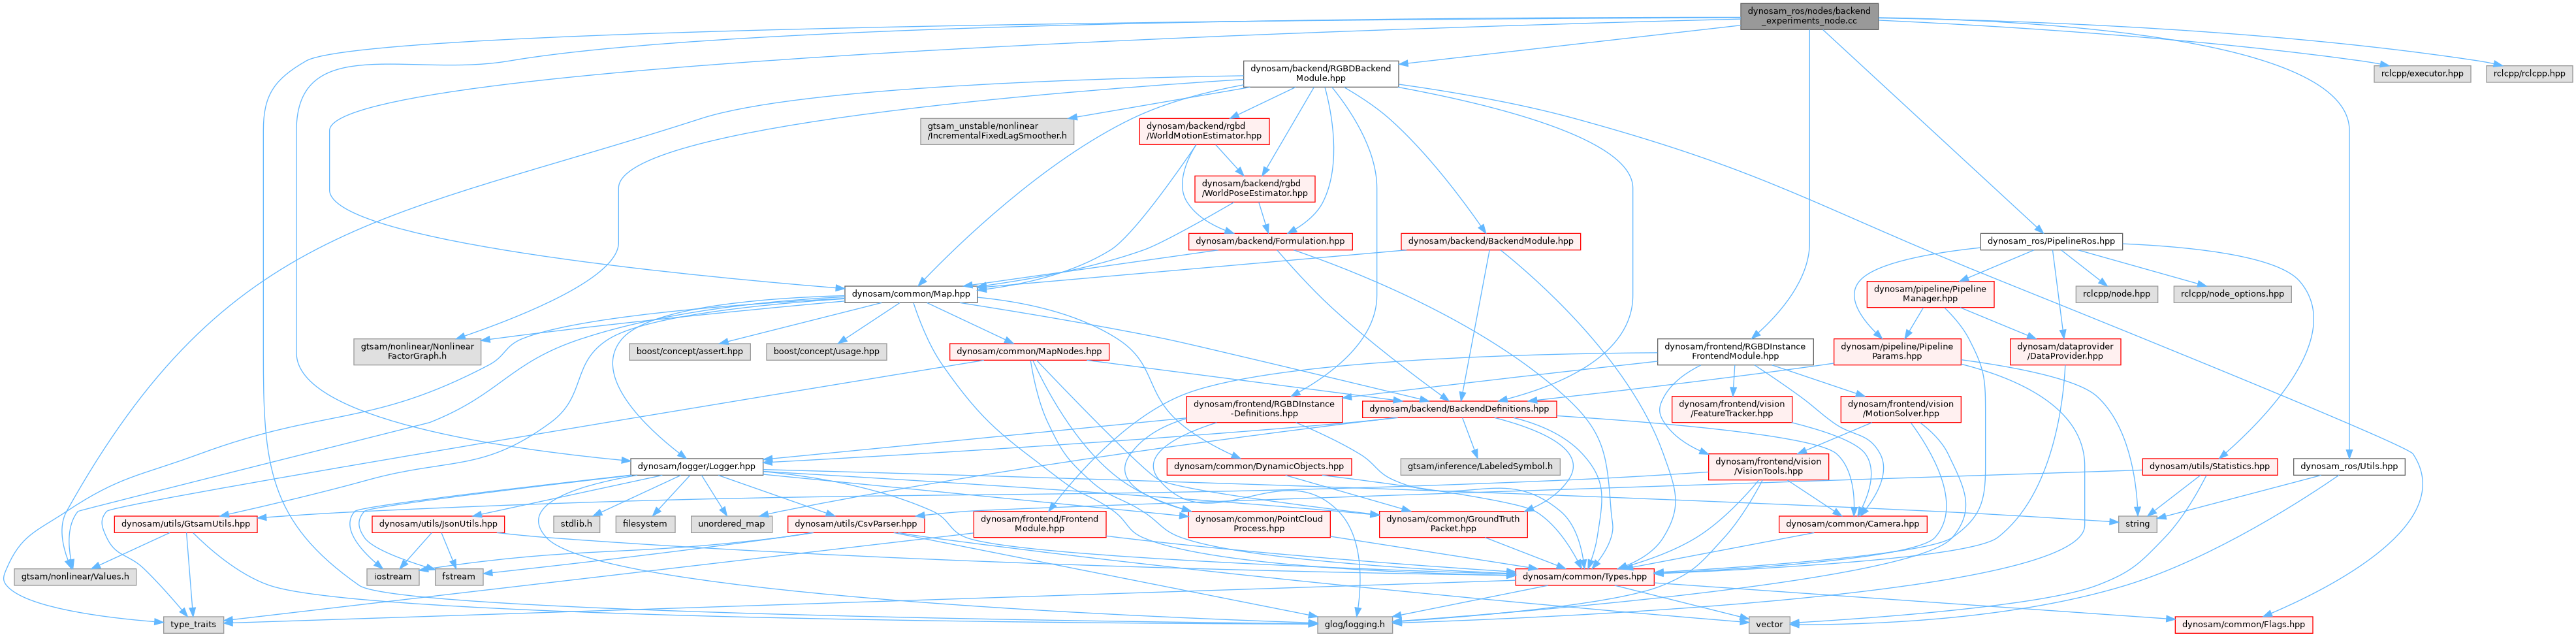 dynosam_ros/nodes/backend
_experiments_node.cc
dynosam/backend/RGBDBackend
Module.hpp
rclcpp/executor.hpp
rclcpp/rclcpp.hpp
gtsam_unstable/nonlinear
/IncrementalFixedLagSmoother.h
dynosam/backend/rgbd
/WorldMotionEstimator.hpp
dynosam/backend/rgbd
/WorldPoseEstimator.hpp
dynosam/backend/Formulation.hpp
dynosam/backend/BackendModule.hpp
dynosam_ros/PipelineRos.hpp
dynosam/common/Map.hpp
dynosam/pipeline/Pipeline
Manager.hpp
rclcpp/node.hpp
rclcpp/node_options.hpp
gtsam/nonlinear/Nonlinear
FactorGraph.h
boost/concept/assert.hpp
boost/concept/usage.hpp
dynosam/common/MapNodes.hpp
dynosam/frontend/RGBDInstance
FrontendModule.hpp
dynosam/pipeline/Pipeline
Params.hpp
dynosam/dataprovider
/DataProvider.hpp
dynosam/frontend/RGBDInstance
-Definitions.hpp
dynosam/backend/BackendDefinitions.hpp
dynosam/frontend/vision
/FeatureTracker.hpp
dynosam/frontend/vision
/MotionSolver.hpp
dynosam/logger/Logger.hpp
dynosam/common/DynamicObjects.hpp
gtsam/inference/LabeledSymbol.h
dynosam/frontend/vision
/VisionTools.hpp
dynosam/utils/Statistics.hpp
dynosam_ros/Utils.hpp
dynosam/utils/GtsamUtils.hpp
dynosam/utils/JsonUtils.hpp
stdlib.h
filesystem
unordered_map
dynosam/utils/CsvParser.hpp
dynosam/frontend/Frontend
Module.hpp
dynosam/common/PointCloud
Process.hpp
dynosam/common/GroundTruth
Packet.hpp
dynosam/common/Camera.hpp
string
gtsam/nonlinear/Values.h
iostream
fstream
dynosam/common/Types.hpp
type_traits
glog/logging.h
vector
dynosam/common/Flags.hpp